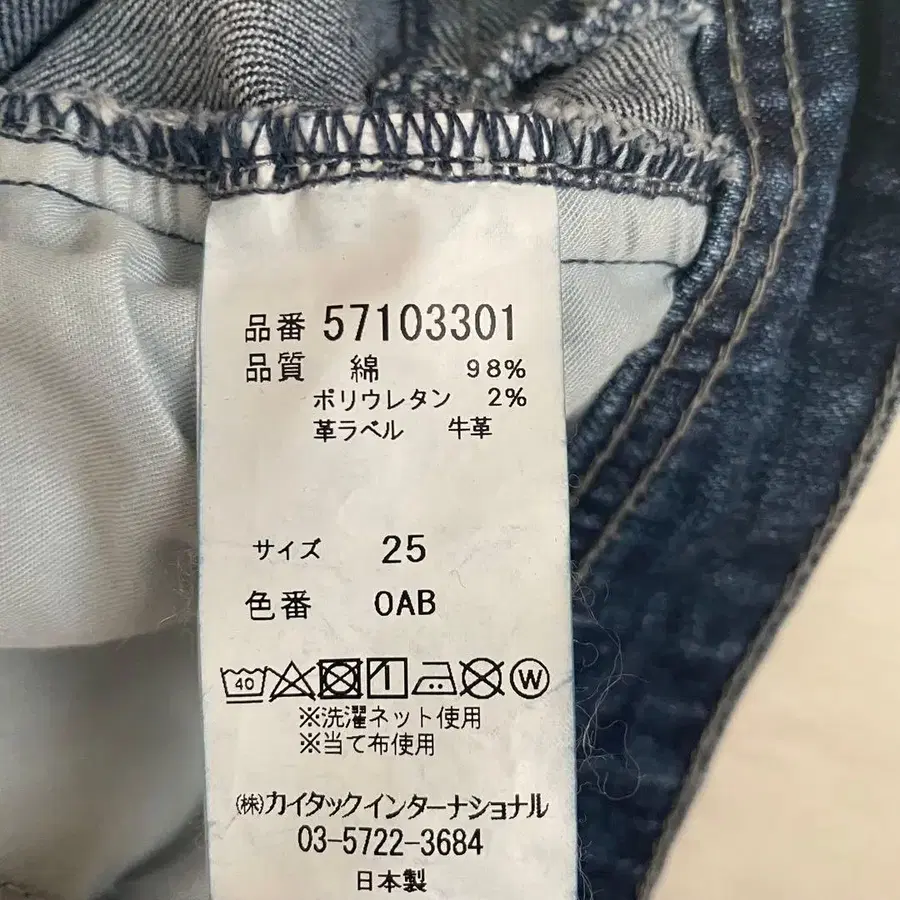 品番 57103301
品質 綿 98%
ポリウレタン 2%
革ラベル 牛革
サイズ 25
色番 0AB
40 W
※洗濯ネット使用
※当て布使用
㈱カイタックインターナショナル
03-5722-3684
日本製